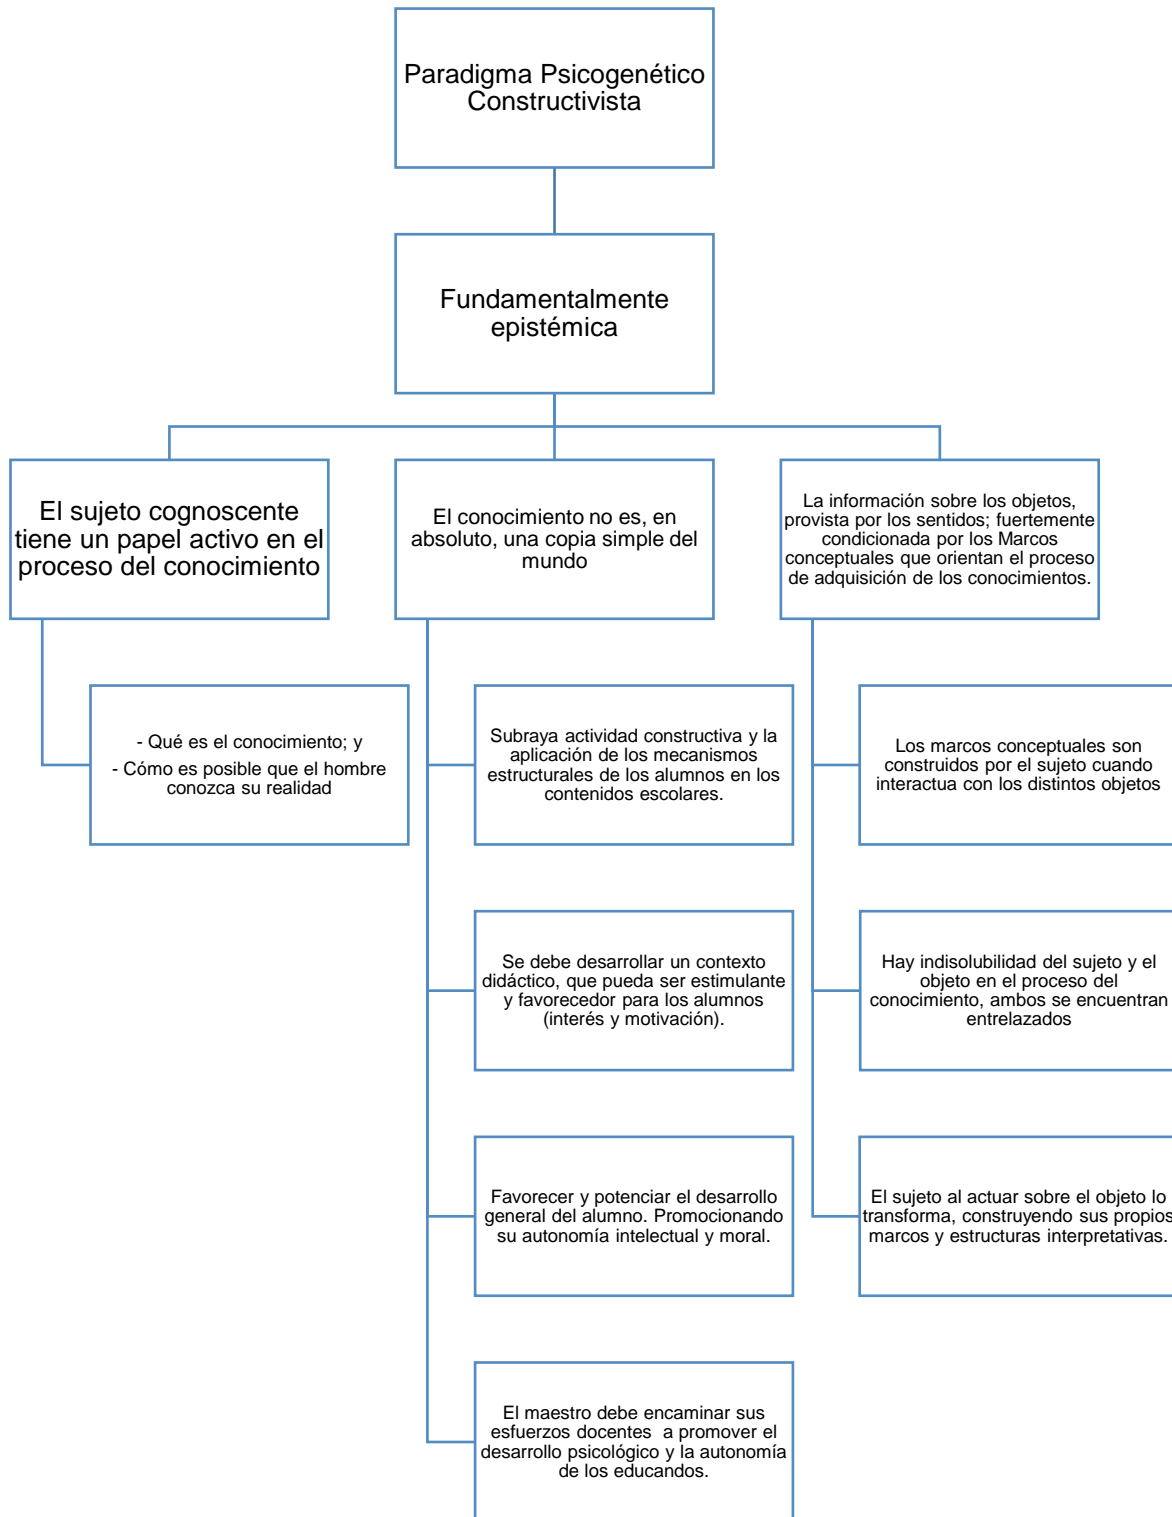 Paradigma Psicogenético
Constructivista
Fundamentalmente
epistémica
El sujeto cognoscente
tiene un papel activo en el
proceso del conocimiento
- Qué es el conocimiento; y
- Cómo es posible que el hombre
conozca su realidad
El conocimiento no es, en
absoluto, una copia simple del
mundo
Subraya actividad constructiva y la
aplicación de los mecanismos
estructurales de los alumnos en los
contenidos escolares.
Se debe desarrollar un contexto
didáctico, que pueda ser estimulante
y favorecedor para los alumnos
(interés y motivación).
Favorecer y potenciar el desarrollo
general del alumno. Promocionando
su autonomía intelectual y moral.
El maestro debe encaminar sus
esfuerzos docentes a promover el
desarrollo psicológico y la autonomía
de los educandos.
La información sobre los objetos,
provista por los sentidos; fuertemente
condicionada por los Marcos
conceptuales que orientan el proceso
de adquisición de los conocimientos.
Los marcos conceptuales son
construidos por el sujeto cuando
interactua con los distintos objetos
Hay indisolubilidad del sujeto y el
objeto en el proceso del
conocimiento, ambos se encuentran
entrelazados
El sujeto al actuar sobre el objeto lo
transforma, construyendo sus propios
marcos y estructuras interpretativas.